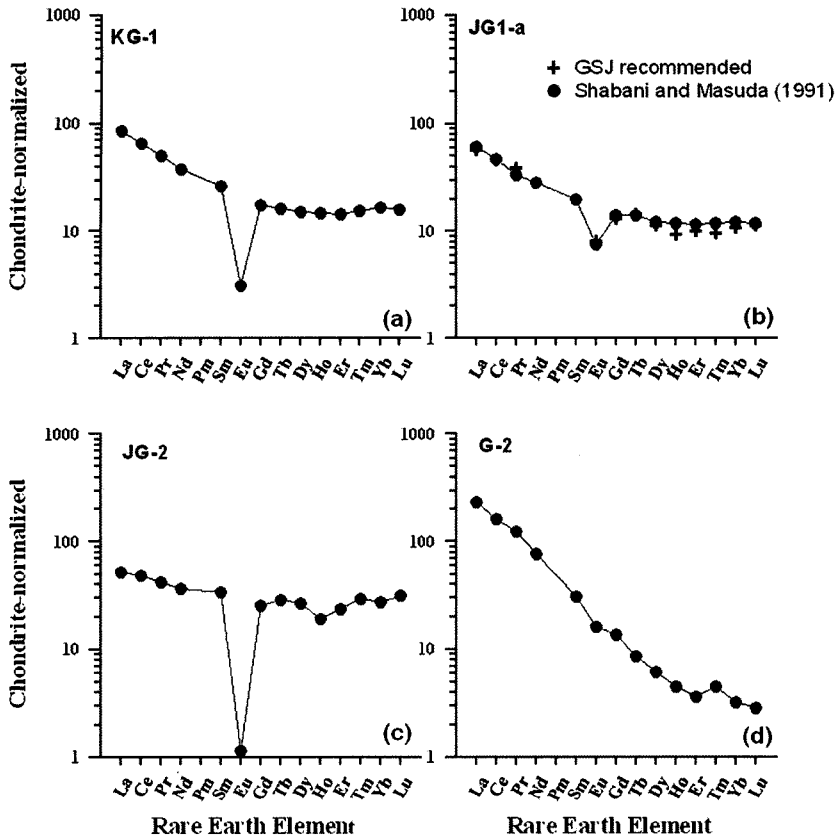 KG-1
1000
100
10
1
Chondrite-normalized
La Ce Pr Nd Pm Sm Eu Gd Tb Dy Ho Er Tm Yb Lu
(a)
JG1-a
+ GSJ recommended
● Shabani and Masuda (1991)
1000
100
10
1
La Ce Pr Nd Pm Sm Eu Gd Tb Dy Ho Er Tm Yb Lu
(b)
JG-2
1000
100
10
1
Chondrite-normalized
La Ce Pr Nd Pm Sm Eu Gd Tb Dy Ho Er Tm Yb Lu
(c)
Rare Earth Element
G-2
1000
100
10
1
La Ce Pr Nd Pm Sm Eu Gd Tb Dy Ho Er Tm Yb Lu
(d)
Rare Earth Element